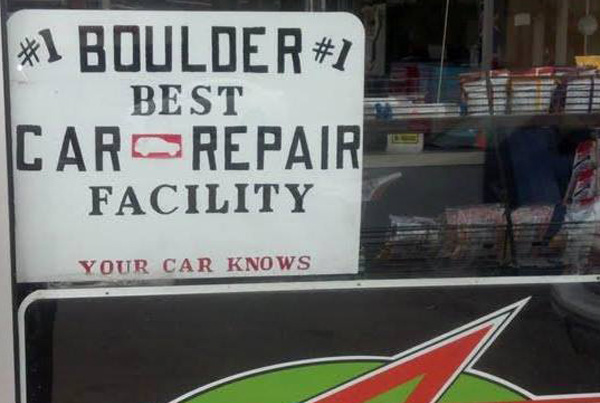 #1 BOULDER #1
BEST
CAR REPAIR
FACILITY
YOUR CAR KNOWS